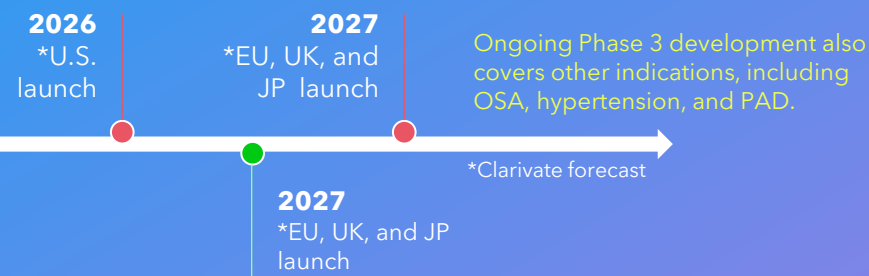 2026
*U.S.
launch
2027
*EU, UK, and
JP launch
Ongoing Phase 3 development also
covers other indications, including
OSA, hypertension, and PAD.
*Clarivate forecast
2027
*EU, UK, and JP
launch